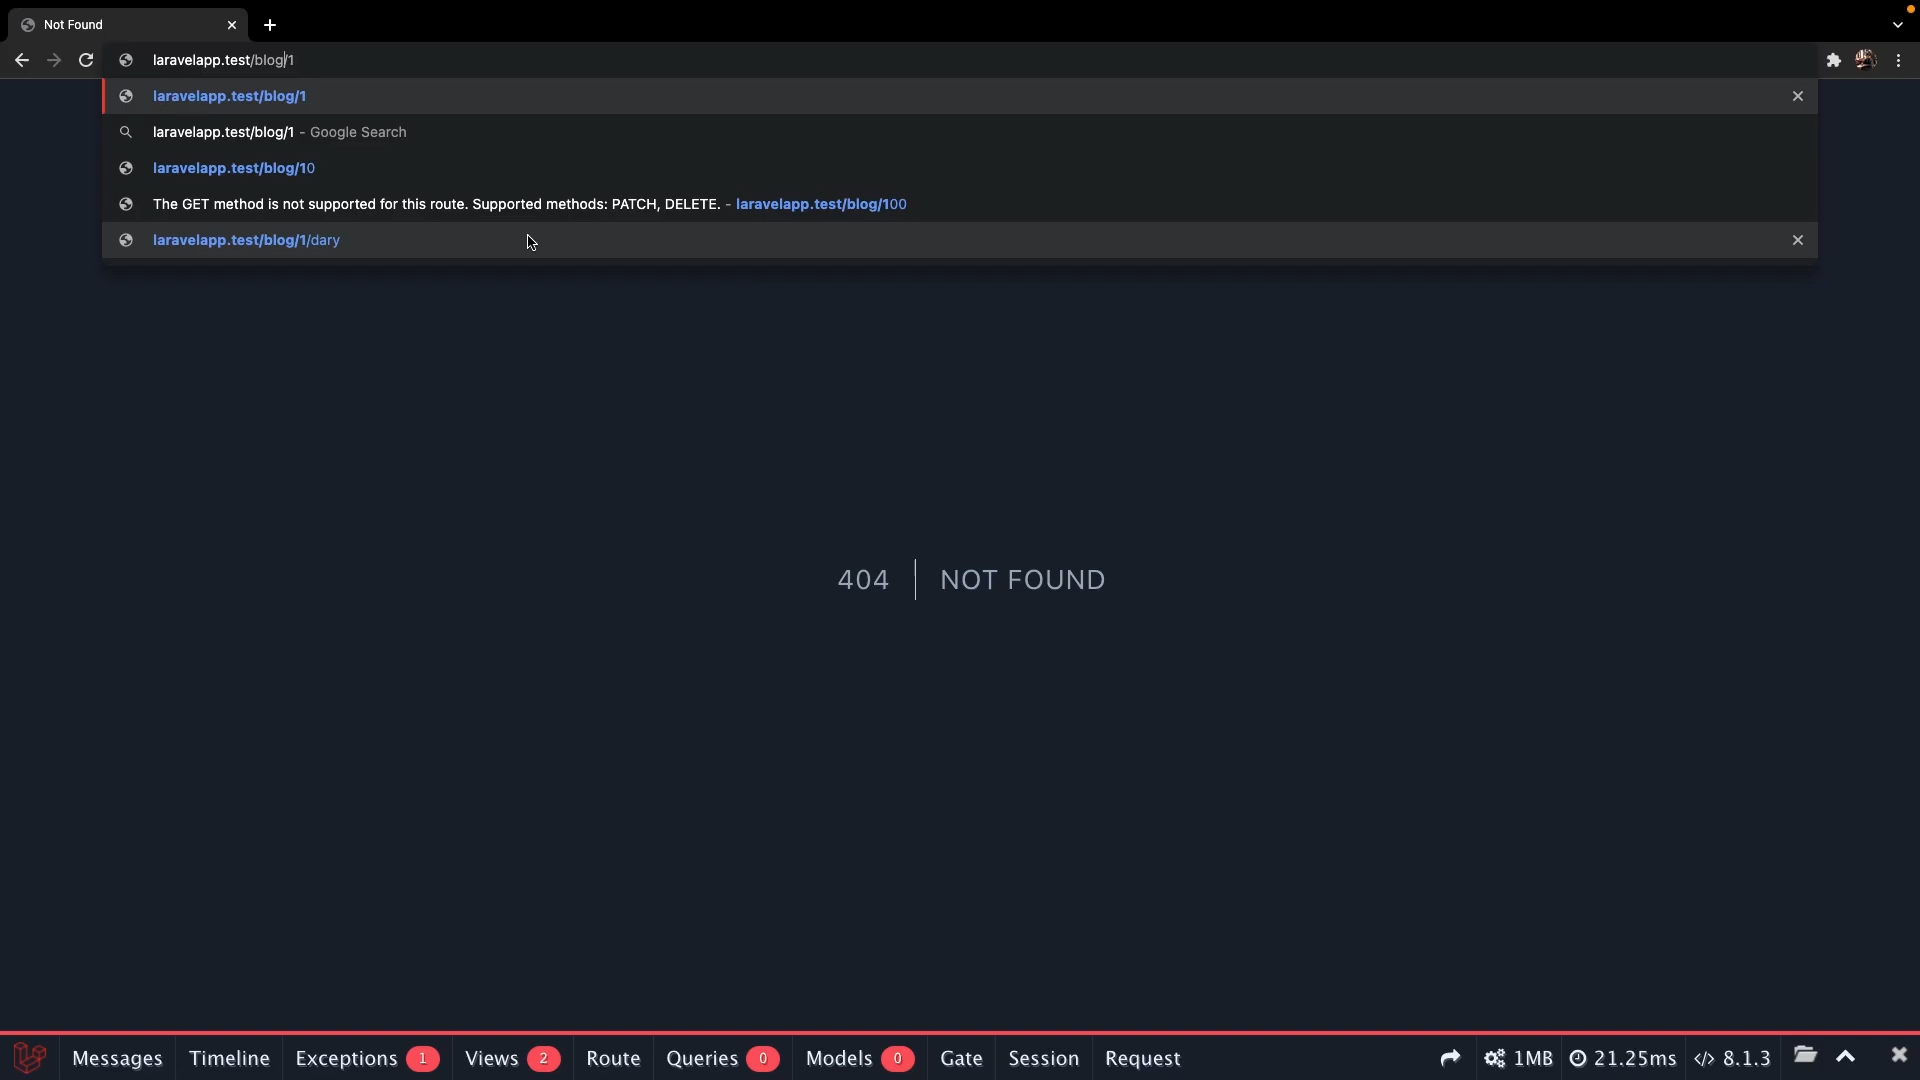 Not Found
laravelapp.test/blog/1
laravelapp.test/blog/1
laravelapp.test/blog/1 - Google Search
laravelapp.test/blog/10
The GET method is not supported for this route. Supported methods: PATCH, DELETE. - laravelapp.test/blog/100
laravelapp.test/blog/1/dary
404 NOT FOUND
Messages Timeline Exceptions 1 Views 2 Route Queries 0 Models 0 Gate Session Request 1MB 21.25ms </> 8.1.3